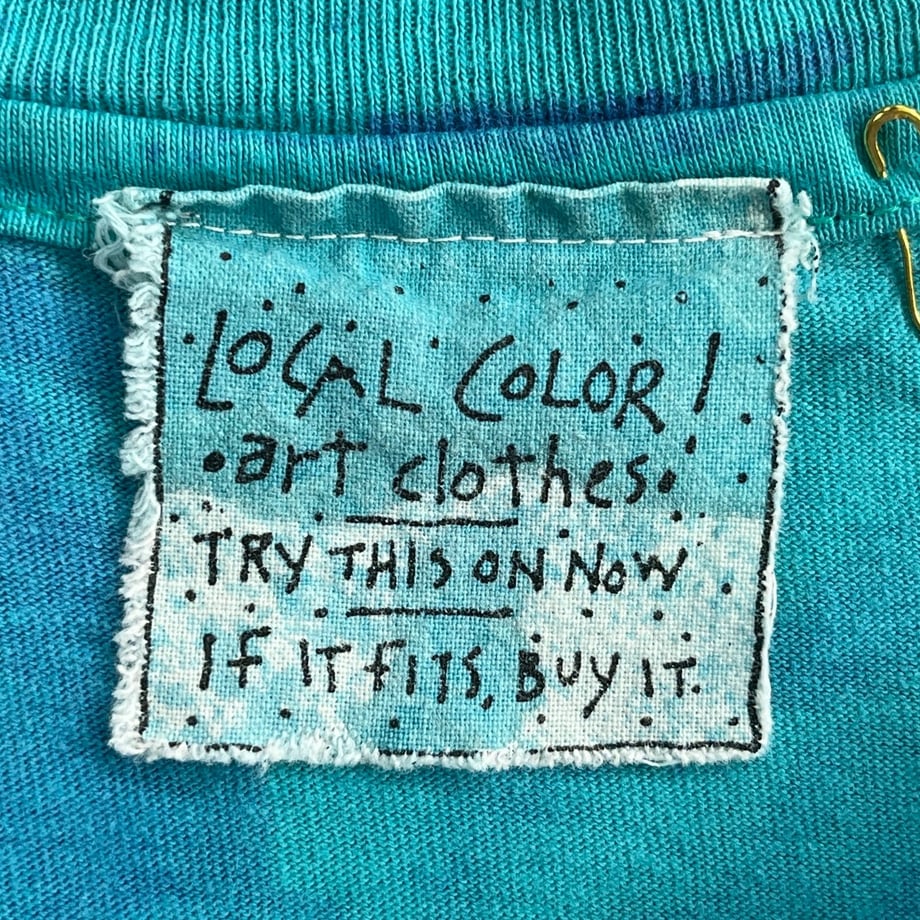 LOCAL COLOR!
•art clothes•
TRY THIS ON NOW
IF IT FITS, BUY IT.